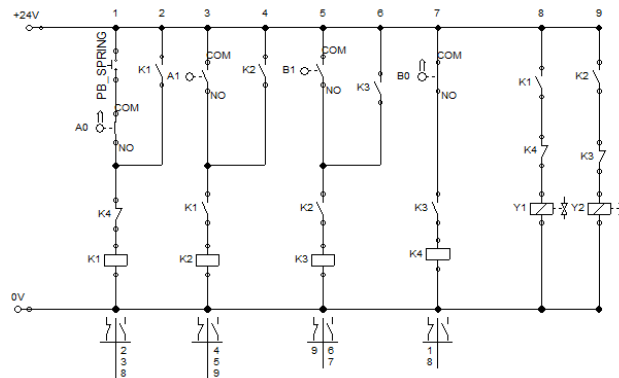 1 2 3 4 5 6 7 8 9
+24V
COM COM COM
PB_SPRING
K1 A1 K2 B1 B0 K1 K2
K3
NO NO NO
COM
A0
NO
K4 K3
K4 K1 K2 K3
Y1 Y2
K1 K2 K3 K4
0V
2 4 9 6 1
3 5 7 8
8 9